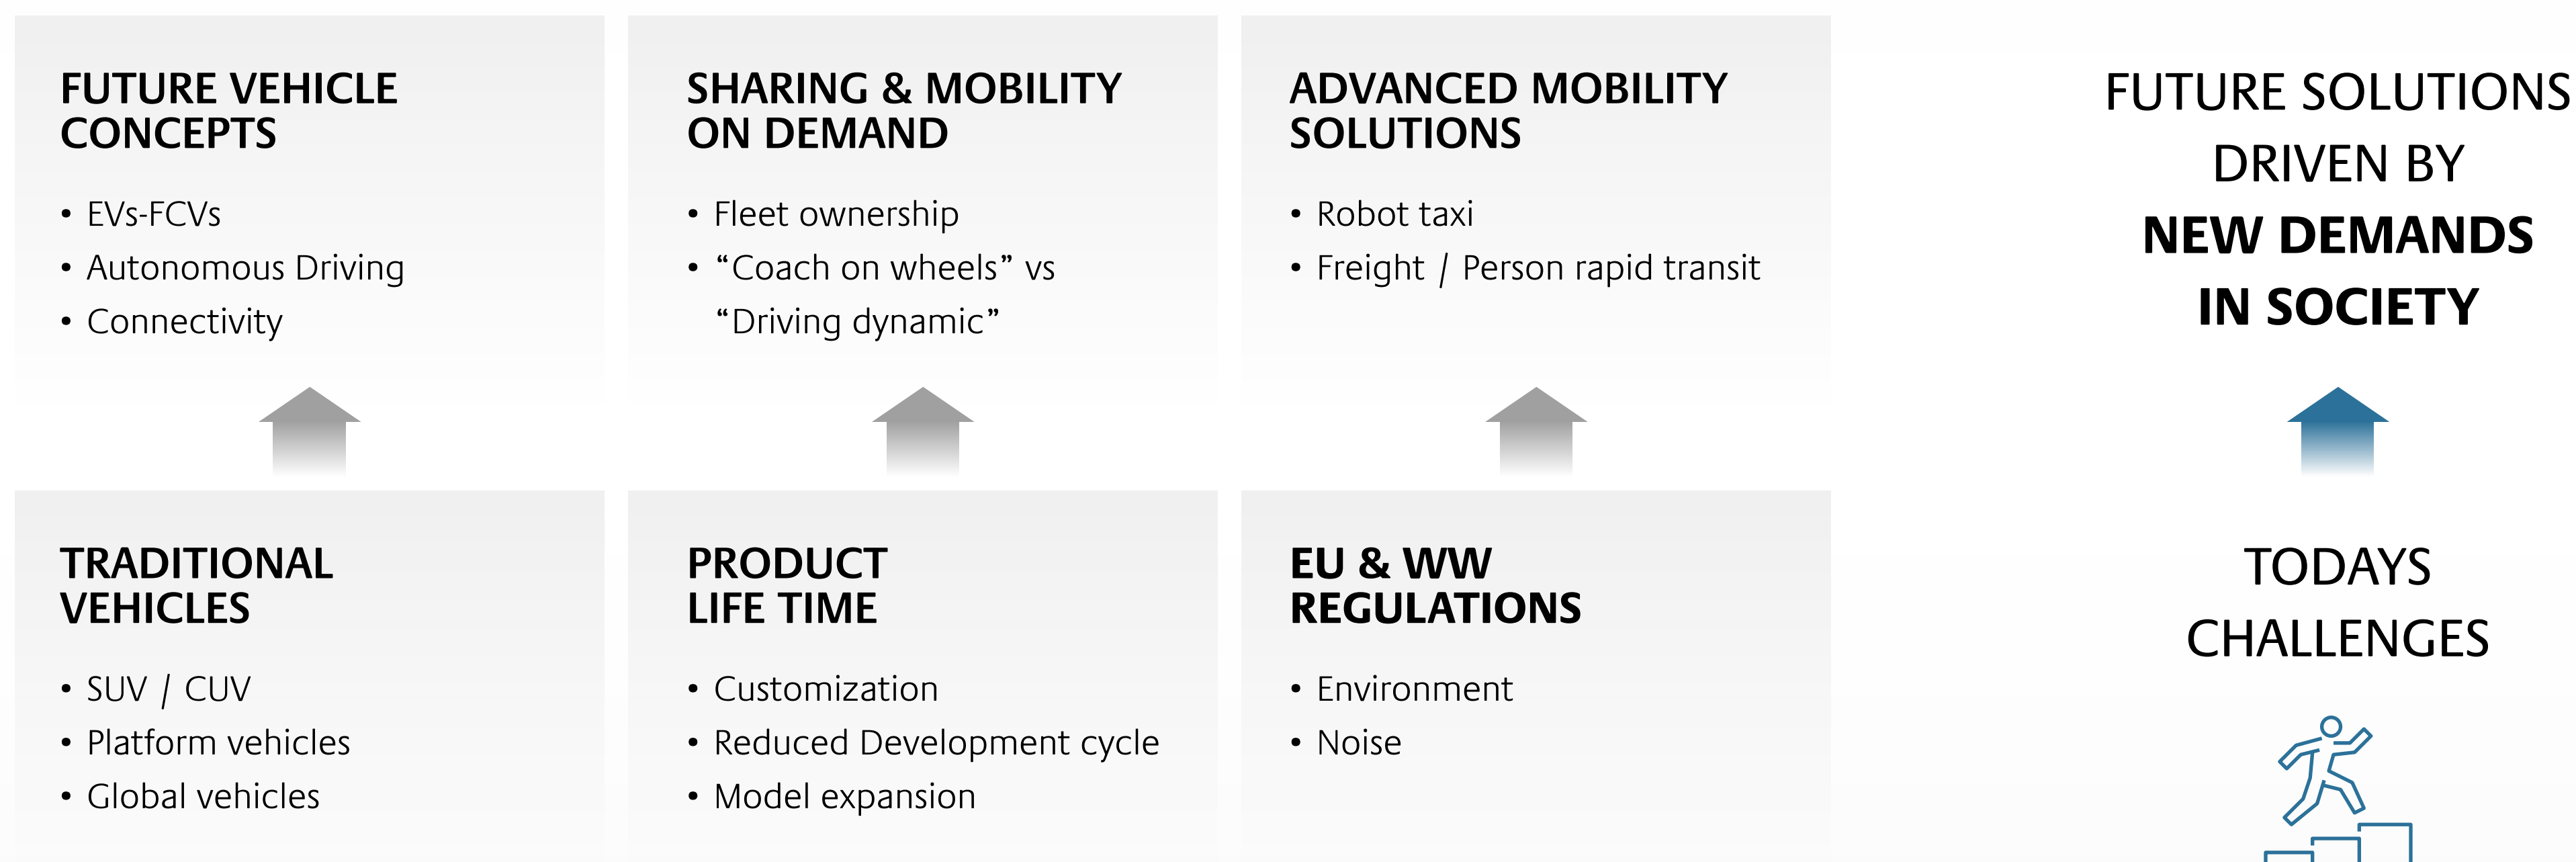 FUTURE VEHICLE
CONCEPTS
• EVs-FCVs
• Autonomous Driving
• Connectivity
SHARING & MOBILITY
ON DEMAND
• Fleet ownership
• “Coach on wheels” vs
“Driving dynamic”
ADVANCED MOBILITY
SOLUTIONS
• Robot taxi
• Freight / Person rapid transit
FUTURE SOLUTIONS
DRIVEN BY
NEW DEMANDS
IN SOCIETY
TRADITIONAL
VEHICLES
• SUV / CUV
• Platform vehicles
• Global vehicles
PRODUCT
LIFE TIME
• Customization
• Reduced Development cycle
• Model expansion
EU & WW
REGULATIONS
• Environment
• Noise
TODAYS
CHALLENGES